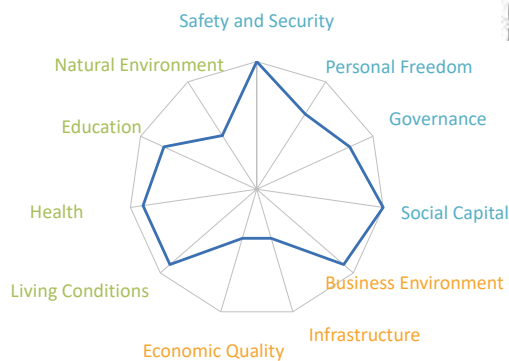 Safety and Security
Personal Freedom
Governance
Social Capital
Business Environment
Infrastructure
Economic Quality
Living Conditions
Health
Education
Natural Environment